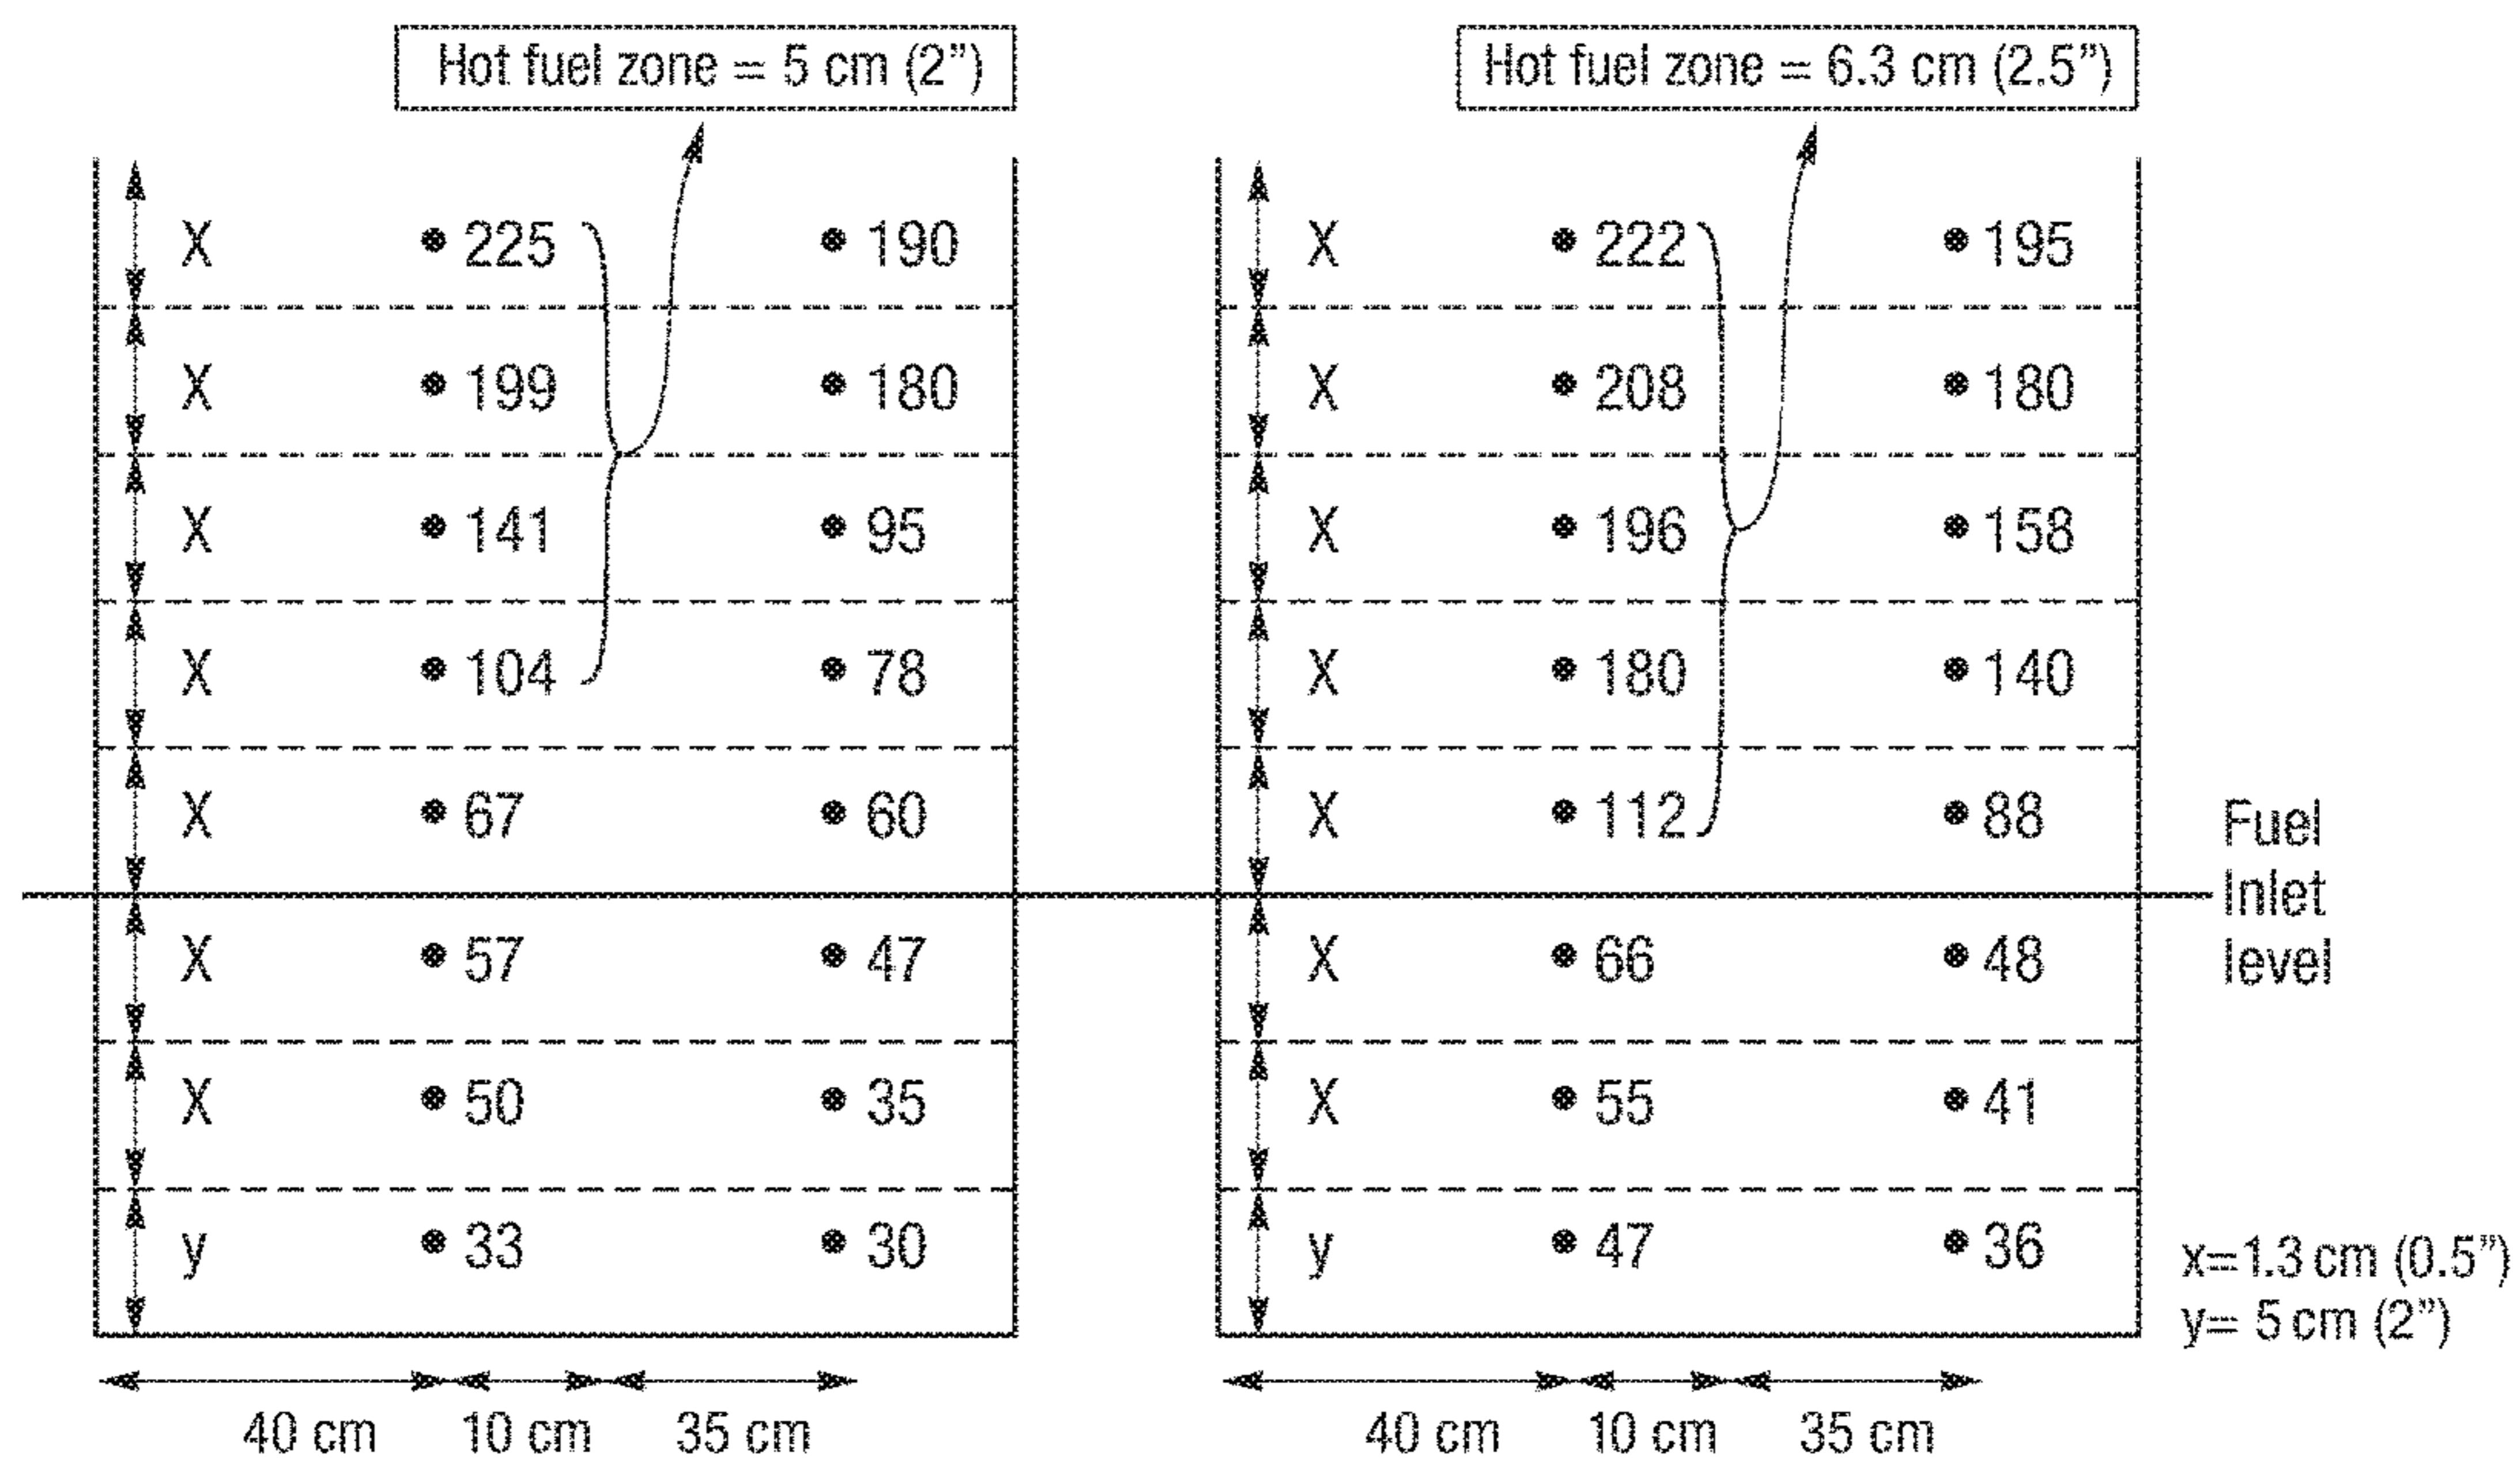 Hot fuel zone = 5 cm (2”)
Hot fuel zone = 6.3 cm (2.5”)
X 225 190 X 222 195
X 199 180 X 208 180
X 141 95 X 196 158
X 104 78 X 180 140
X 67 60 X 112 88
Fuel
Inlet
level
X 57 47 X 66 48
X 50 35 X 55 41
y 33 30 y 47 36
x=1.3 cm (0.5”)
y= 5 cm (2”)
40 cm 10 cm 35 cm 40 cm 10 cm 35 cm